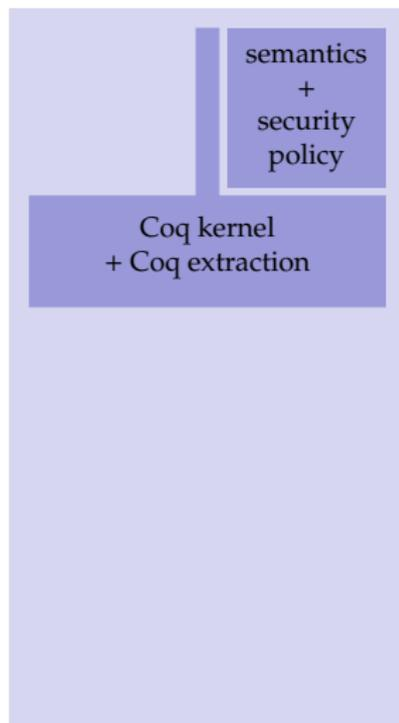 semantics
+
security
policy
Coq kernel
+ Coq extraction